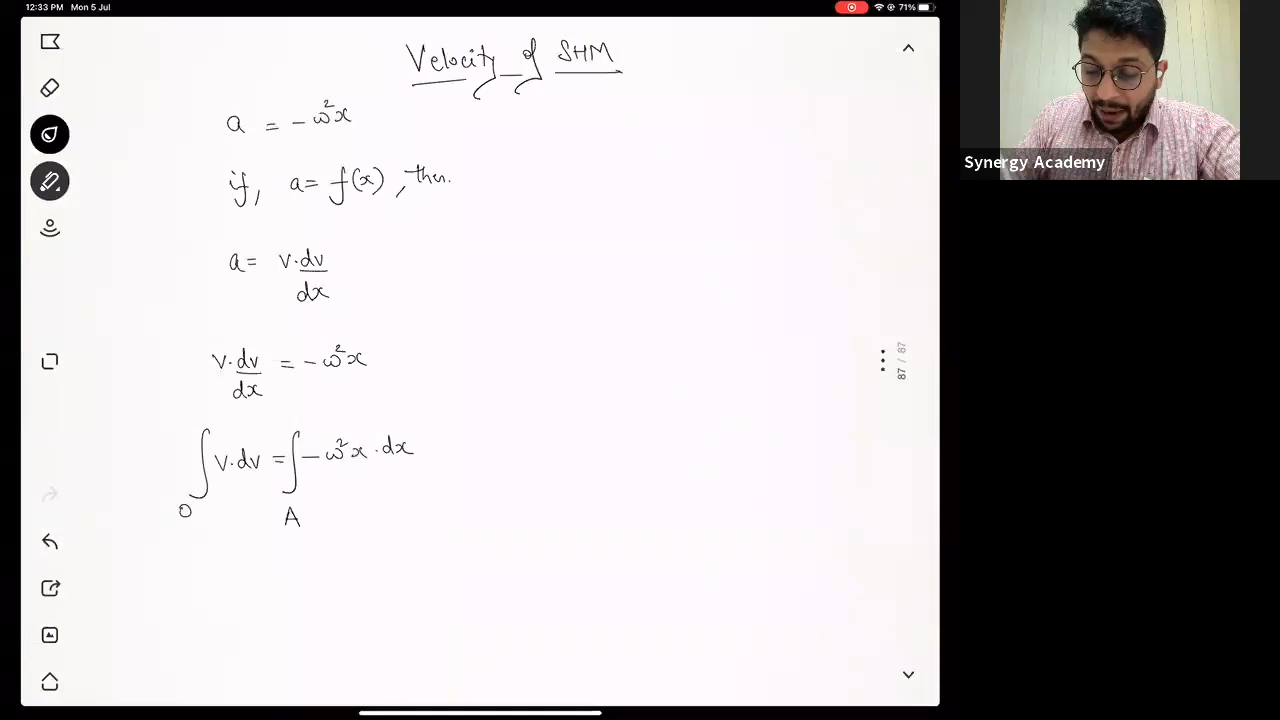 12:33 PM Mon 5 Jul
71%
Velocity of SHM
a = -ω²x
if, a = f(x), then.
a = v·dv/dx
v·dv/dx = -ω²x
∫₀ v·dv = ∫_A -ω²x·dx
87 / 87
Synergy Academy